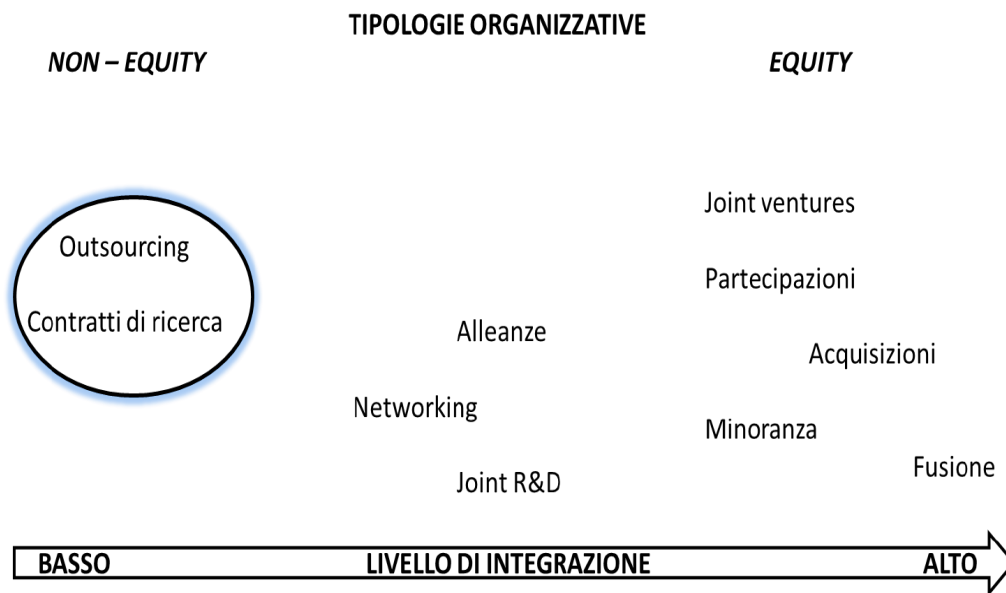 TIPOLOGIE ORGANIZZATIVE
NON – EQUITY
EQUITY
Outsourcing
Contratti di ricerca
Networking
Alleanze
Joint R&D
Joint ventures
Partecipazioni
Acquisizioni
Minoranza
Fusione
BASSO
LIVELLO DI INTEGRAZIONE
ALTO